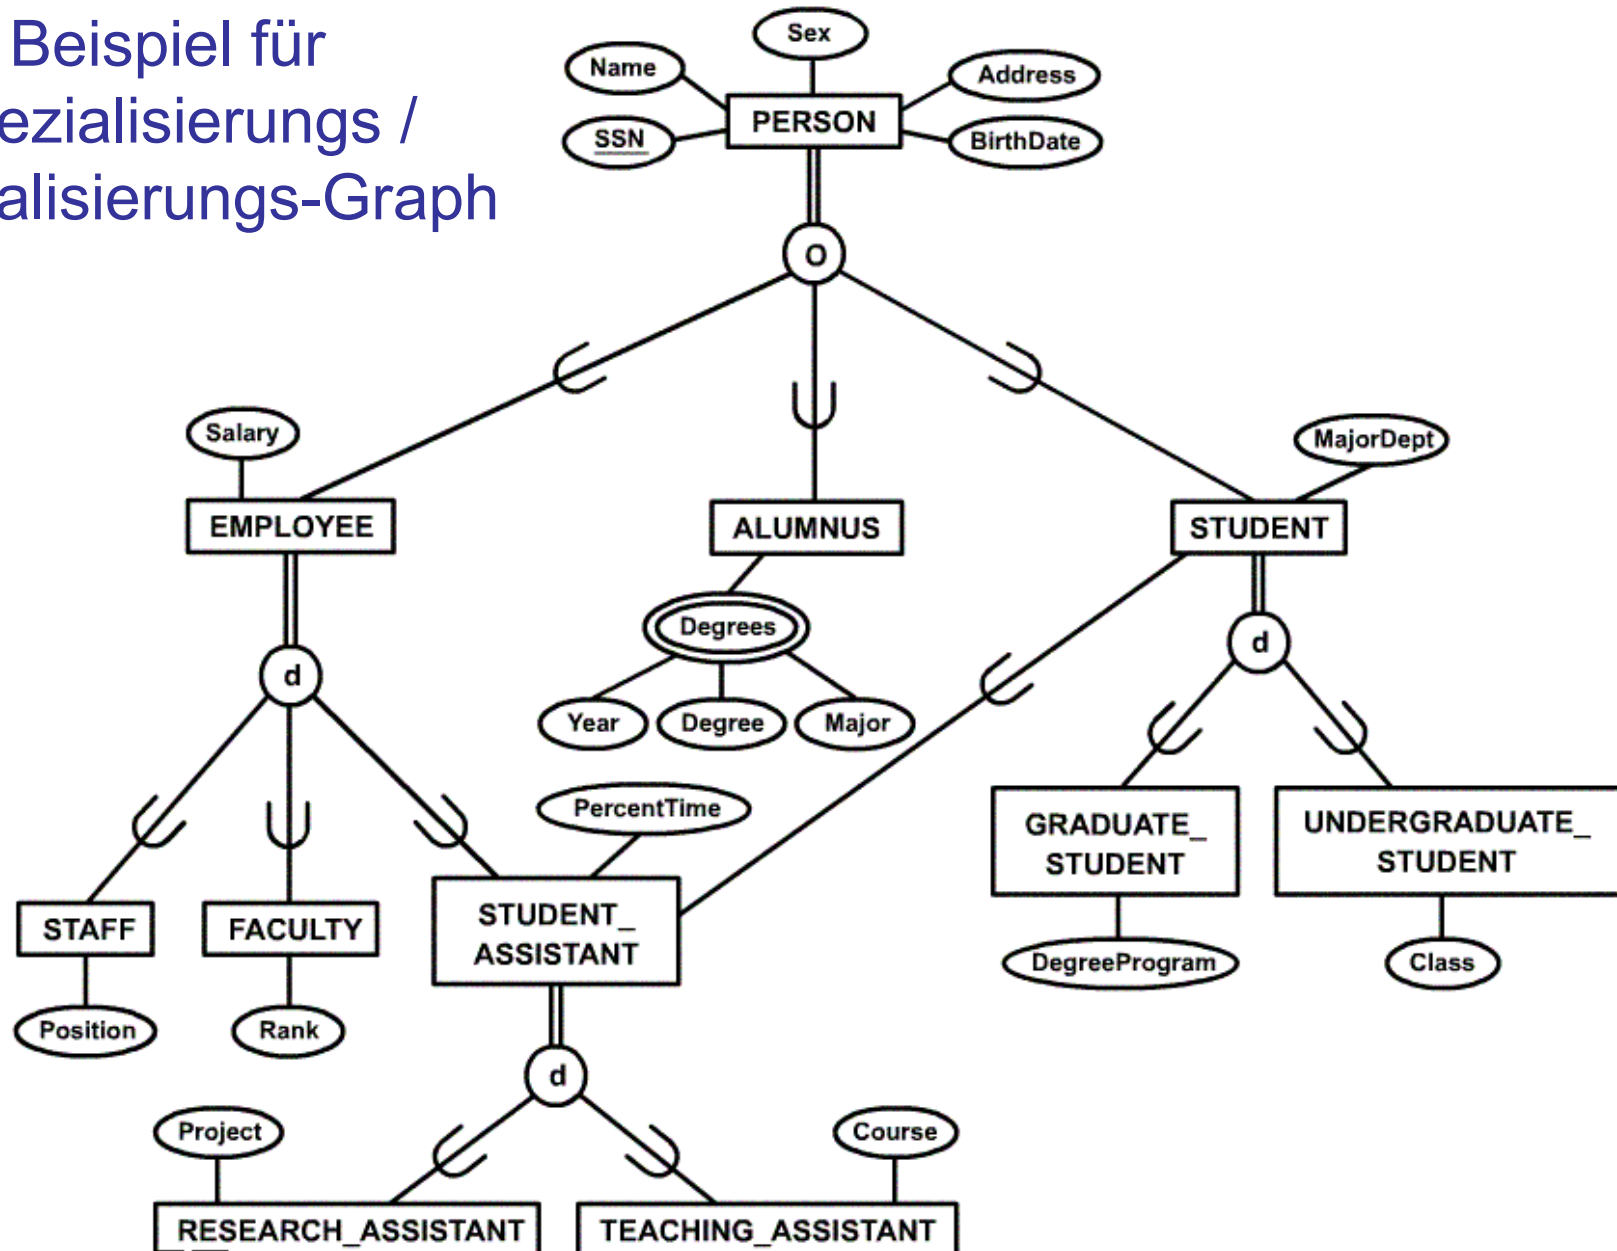 Beispiel für
ezialisierungs /
alisierungs-Graph
Sex
Name
Address
PERSON
SSN
BirthDate
O
Salary
MajorDept
EMPLOYEE
ALUMNUS
STUDENT
Degrees
d
d
Year
Degree
Major
PercentTime
GRADUATE_
STUDENT
UNDERGRADUATE_
STUDENT
STAFF
FACULTY
STUDENT_
ASSISTANT
DegreeProgram
Class
Position
Rank
d
Project
Course
RESEARCH_ASSISTANT
TEACHING_ASSISTANT